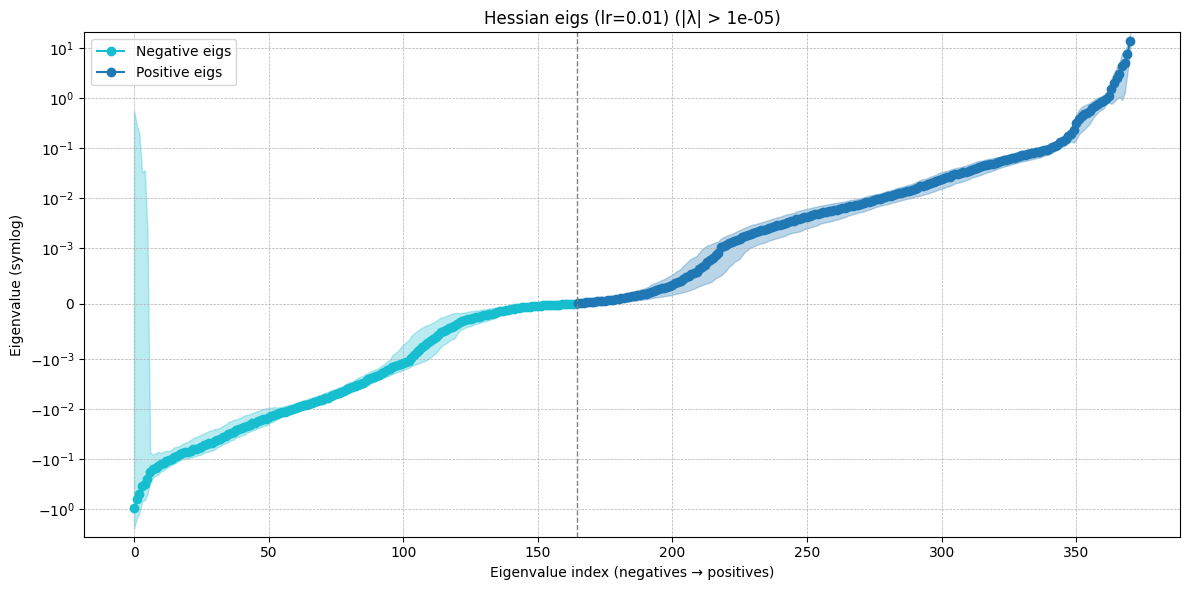 Hessian eigs (lr=0.01) (|λ| > 1e-05)
Negative eigs
Positive eigs
Eigenvalue (symlog)
10¹
10⁰
10⁻¹
10⁻²
10⁻³
0
−10⁻³
−10⁻²
−10⁻¹
−10⁰
0 50 100 150 200 250 300 350
Eigenvalue index (negatives → positives)